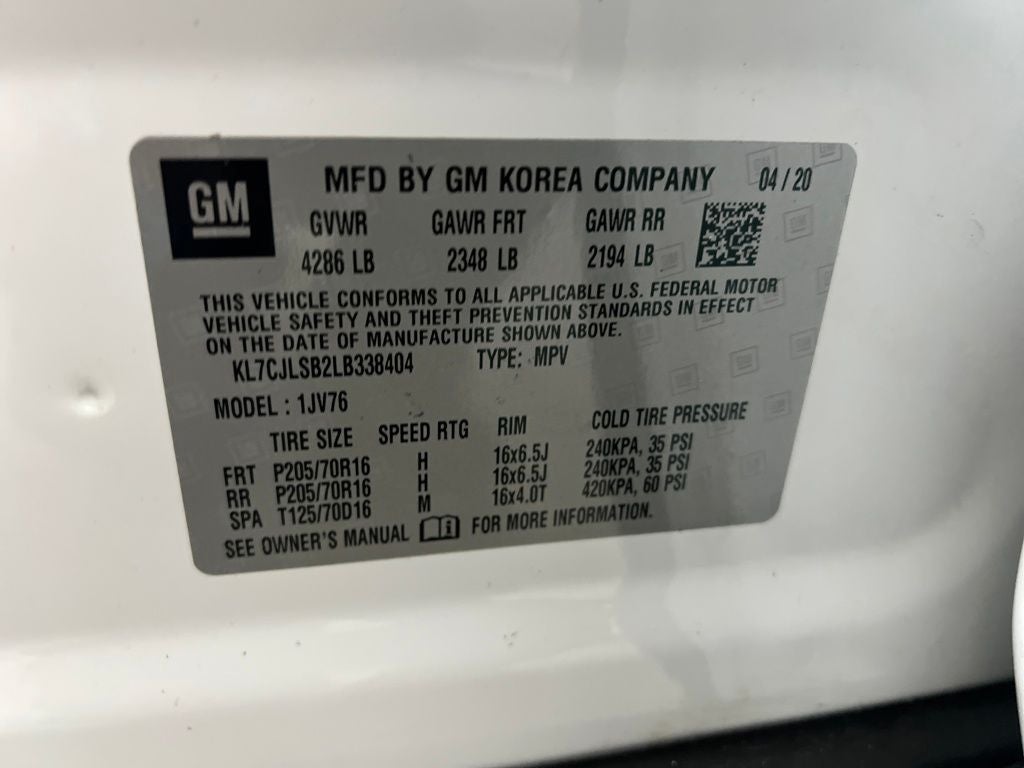 GM
MFD BY GM KOREA COMPANY 04 / 20
GVWR GAWR FRT GAWR RR
4286 LB 2348 LB 2194 LB
THIS VEHICLE CONFORMS TO ALL APPLICABLE U.S. FEDERAL MOTOR
VEHICLE SAFETY AND THEFT PREVENTION STANDARDS IN EFFECT
ON THE DATE OF MANUFACTURE SHOWN ABOVE.
KL7CJLSB2LB338404 TYPE: MPV
MODEL : 1JV76
TIRE SIZE SPEED RTG RIM COLD TIRE PRESSURE
FRT P205/70R16 H 16x6.5J 240KPA, 35 PSI
RR P205/70R16 H 16x6.5J 240KPA, 35 PSI
SPA T125/70D16 M 16x4.0T 420KPA, 60 PSI
SEE OWNER'S MANUAL FOR MORE INFORMATION.